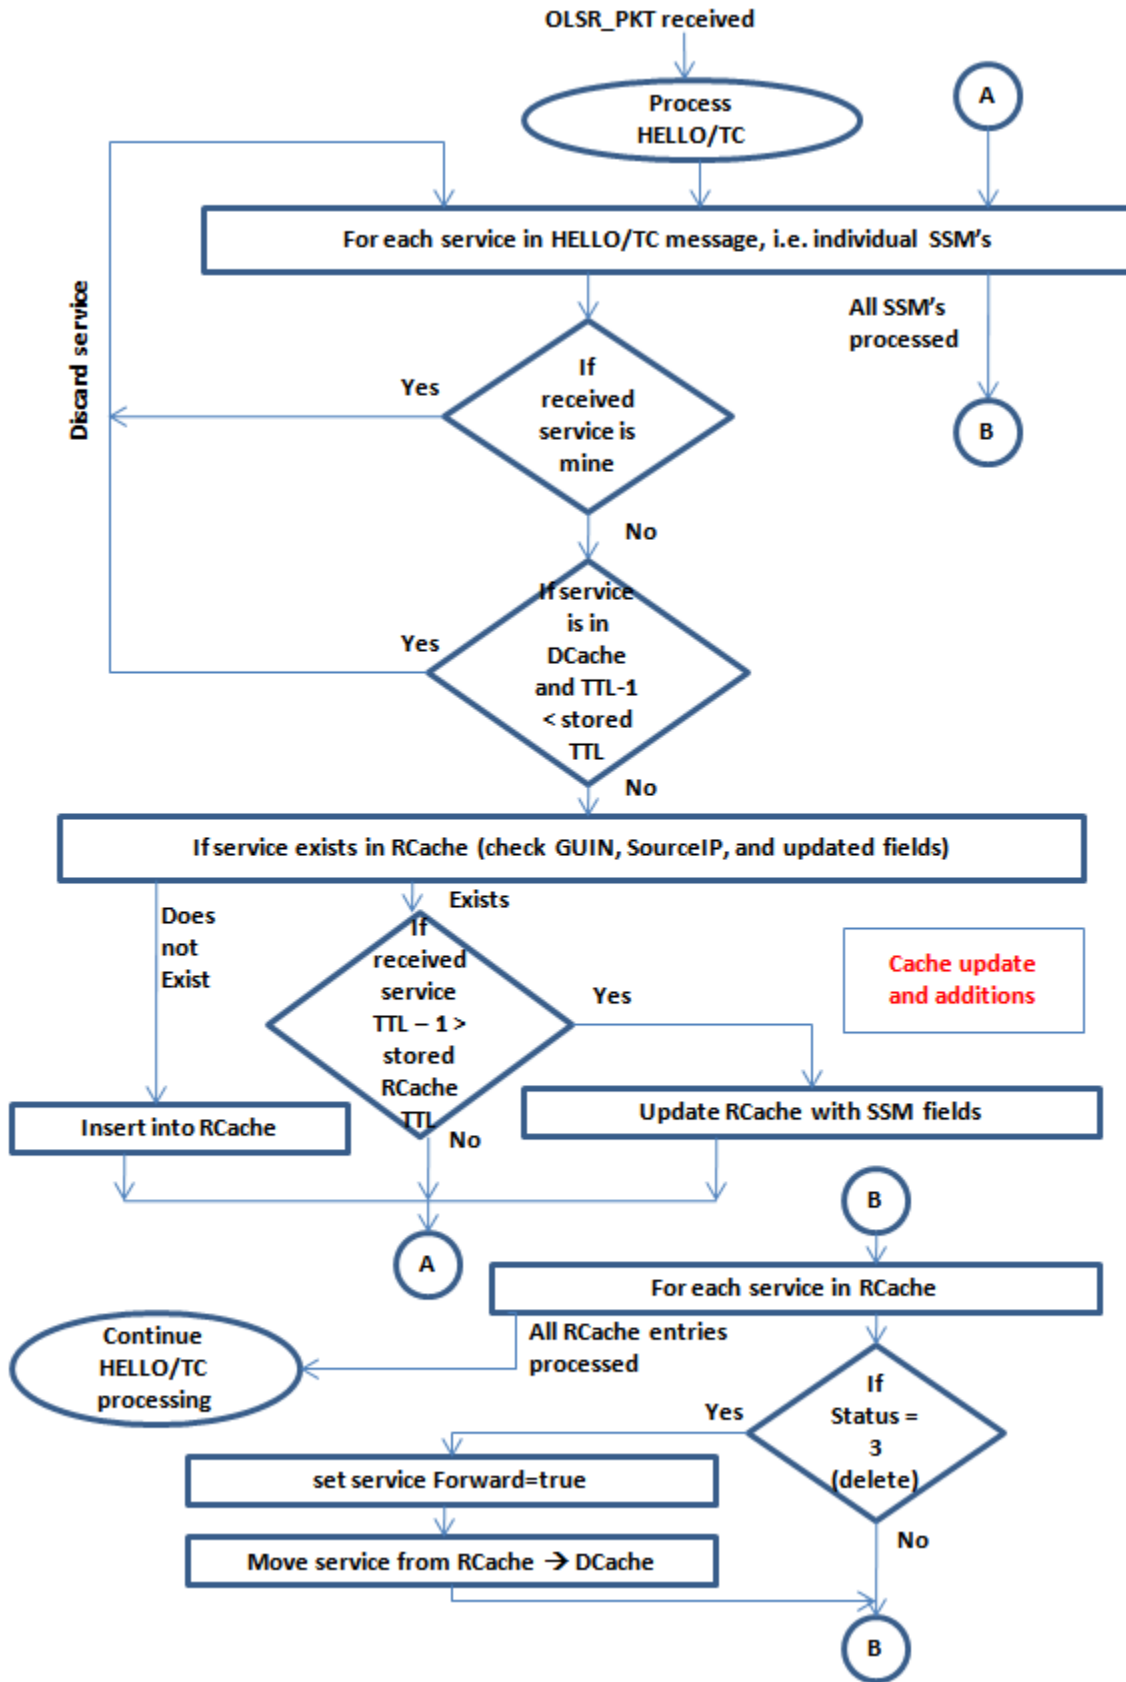 OLSR_PKT received
Process
HELLO/TC
A
For each service in HELLO/TC message, i.e. individual SSM's
Discard service
All SSM's
processed
B
Yes
If
received
service is
mine
No
Yes
If service
is in
DCache
and TTL-1
< stored
TTL
No
If service exists in RCache (check GUIN, SourceIP, and updated fields)
Does
not
Exist
Exists
If
received
service
TTL – 1 >
stored
RCache
TTL
Yes
No
Cache update
and additions
Insert into RCache
Update RCache with SSM fields
A
B
For each service in RCache
All RCache entries
processed
Continue
HELLO/TC
processing
If
Status =
3
(delete)
Yes
No
set service Forward=true
Move service from RCache → DCache
B